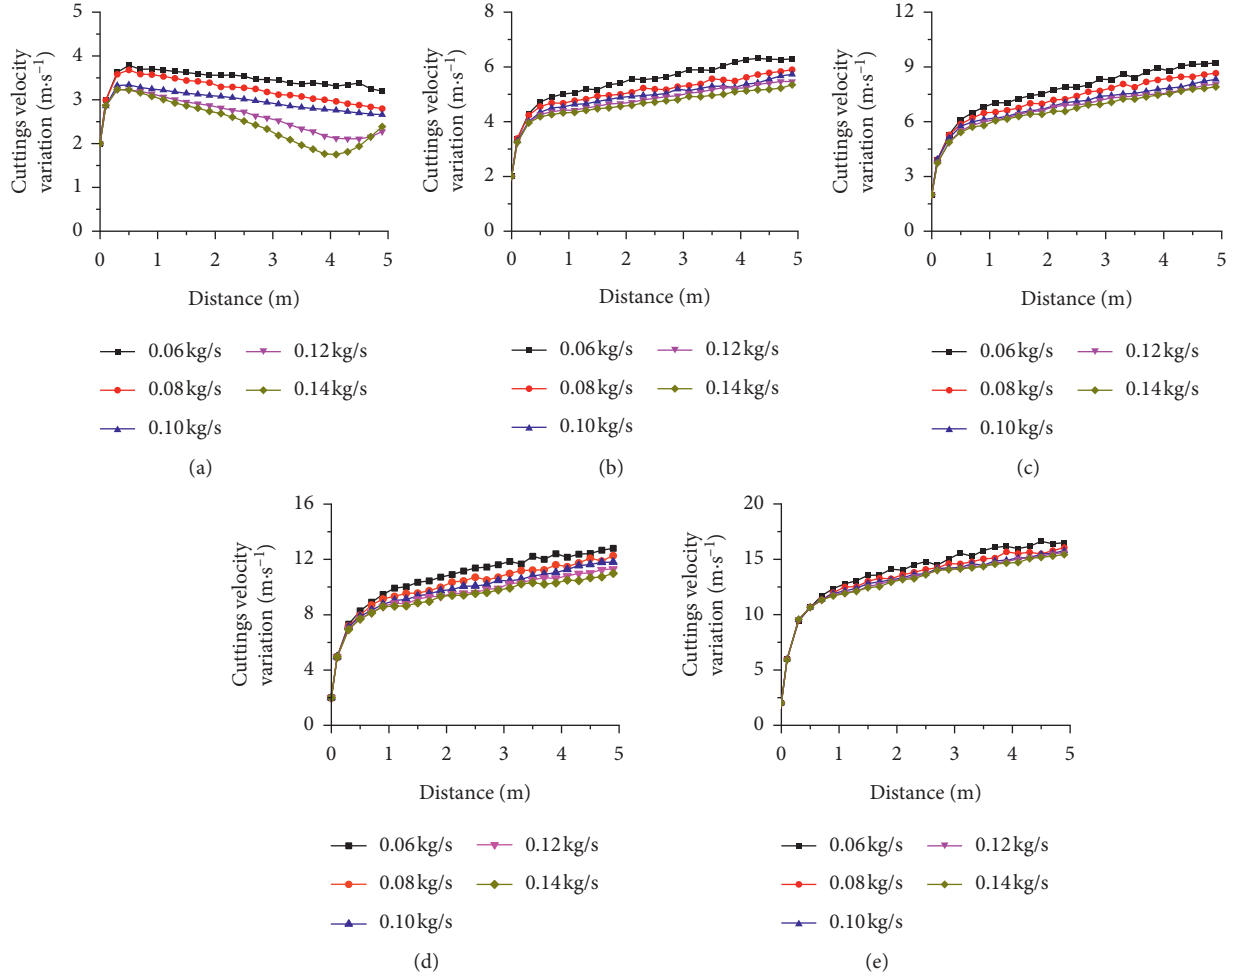 Cuttings velocity
variation (m·s⁻¹)
5
4
3
2
1
0
0 1 2 3 4 5
Distance (m)
0.06 kg/s 0.12 kg/s
0.08 kg/s 0.14 kg/s
0.10 kg/s
(a)
Cuttings velocity
variation (m·s⁻¹)
8
6
4
2
0
0 1 2 3 4 5
Distance (m)
0.06 kg/s 0.12 kg/s
0.08 kg/s 0.14 kg/s
0.10 kg/s
(b)
Cuttings velocity
variation (m·s⁻¹)
12
9
6
3
0
0 1 2 3 4 5
Distance (m)
0.06 kg/s 0.12 kg/s
0.08 kg/s 0.14 kg/s
0.10 kg/s
(c)
Cuttings velocity
variation (m·s⁻¹)
16
12
8
4
0
0 1 2 3 4 5
Distance (m)
0.06 kg/s 0.12 kg/s
0.08 kg/s 0.14 kg/s
0.10 kg/s
(d)
Cuttings velocity
variation (m·s⁻¹)
20
15
10
5
0
0 1 2 3 4 5
Distance (m)
0.06 kg/s 0.12 kg/s
0.08 kg/s 0.14 kg/s
0.10 kg/s
(e)